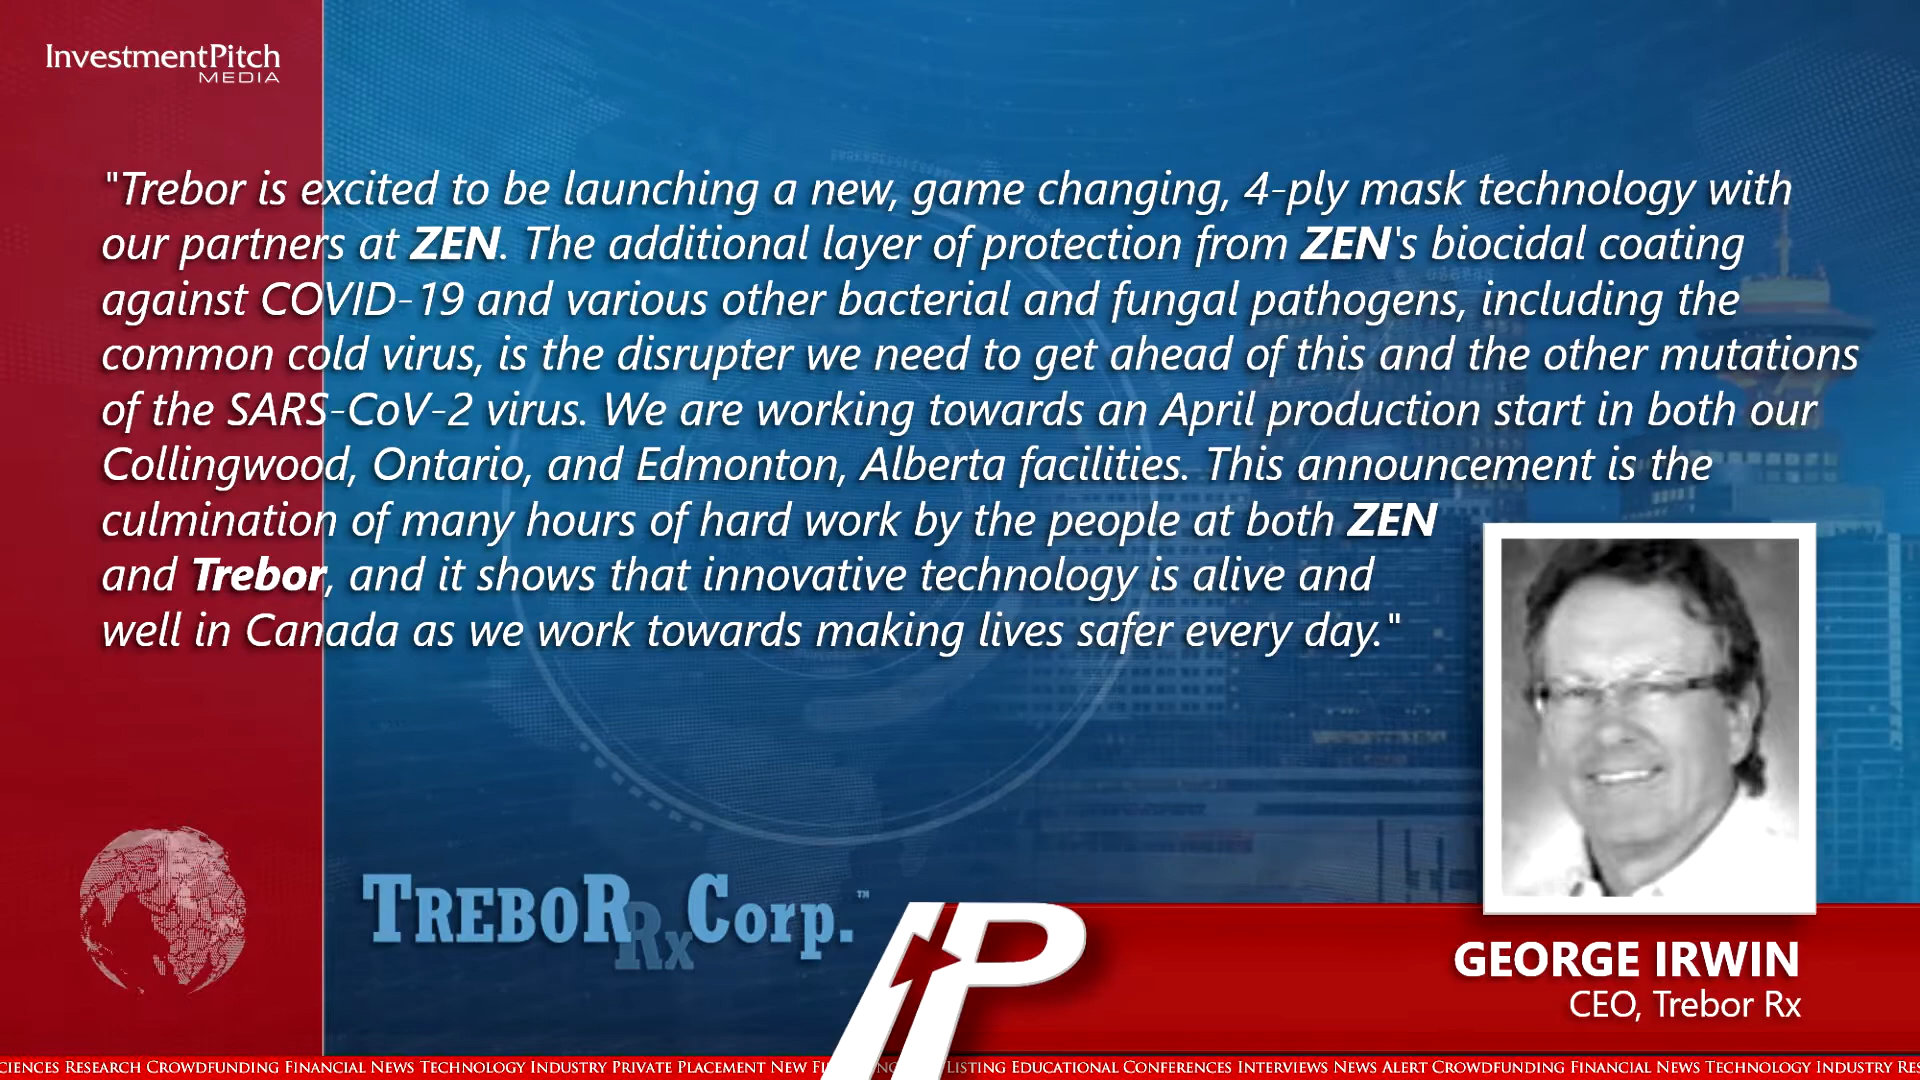 InvestmentPitch
MEDIA
"Trebor is excited to be launching a new, game changing, 4-ply mask technology with
our partners at ZEN. The additional layer of protection from ZEN's biocidal coating
against COVID-19 and various other bacterial and fungal pathogens, including the
common cold virus, is the disrupter we need to get ahead of this and the other mutations
of the SARS-CoV-2 virus. We are working towards an April production start in both our
Collingwood, Ontario, and Edmonton, Alberta facilities. This announcement is the
culmination of many hours of hard work by the people at both ZEN
and Trebor, and it shows that innovative technology is alive and
well in Canada as we work towards making lives safer every day."
TREBOR Rx Corp.™
IP
GEORGE IRWIN
CEO, Trebor Rx
CIENCES RESEARCH CROWDFUNDING FINANCIAL NEWS TECHNOLOGY INDUSTRY PRIVATE PLACEMENT NEW LISTING EDUCATIONAL CONFERENCES INTERVIEWS NEWS ALERT CROWDFUNDING FINANCIAL NEWS TECHNOLOGY INDUSTRY RES